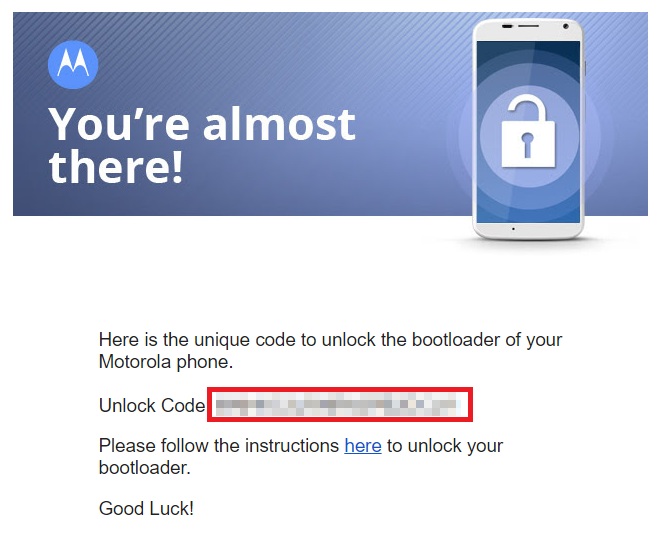 You're almost
there!
Here is the unique code to unlock the bootloader of your
Motorola phone.
Unlock Code
Please follow the instructions here to unlock your
bootloader.
Good Luck!